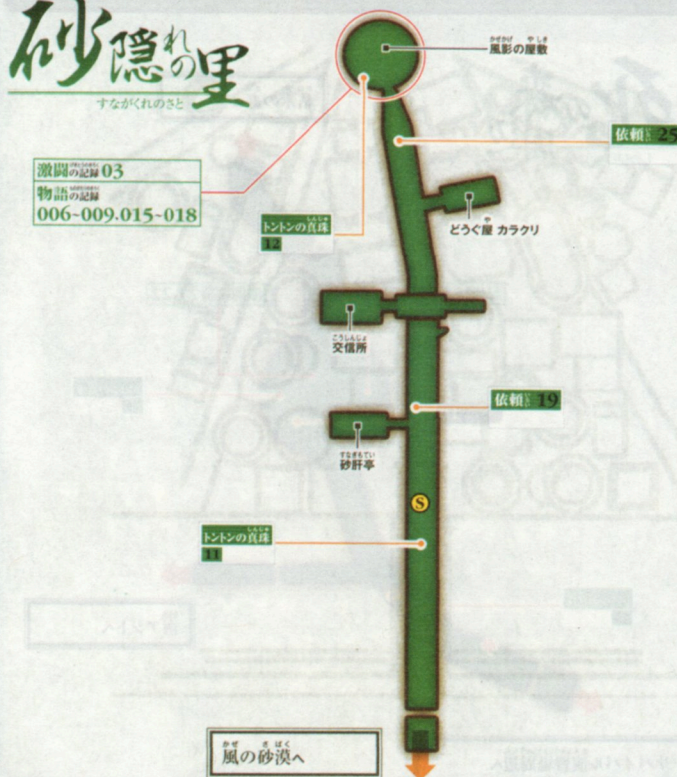 砂隠れの里
すながくれのさと
風影の屋敷
依頼 25
激闘の記録 03
物語の記録
006~009.015~018
どうぐ屋 カラクリ
トントンの真珠
12
交信所
依頼 19
砂肝亭
S
トントンの真珠
11
風の砂漠へ